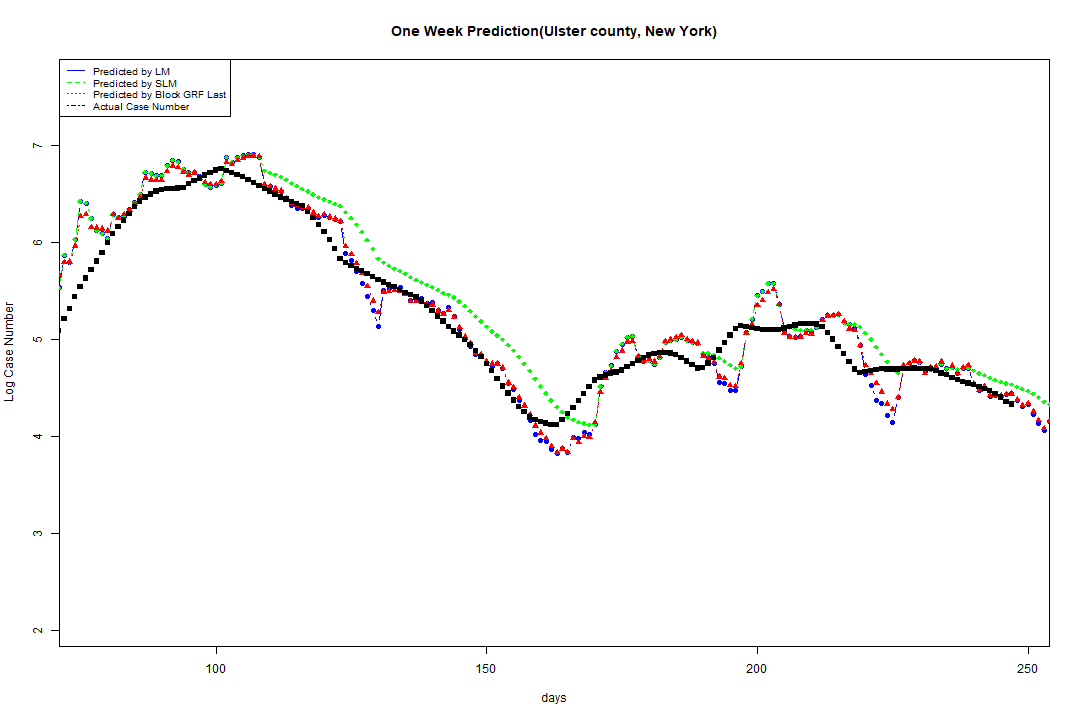 One Week Prediction(Ulster county, New York)
Predicted by LM
Predicted by SLM
Predicted by Block GRF Last
Actual Case Number
7
6
5
4
3
2
Log Case Number
100
150
200
250
days